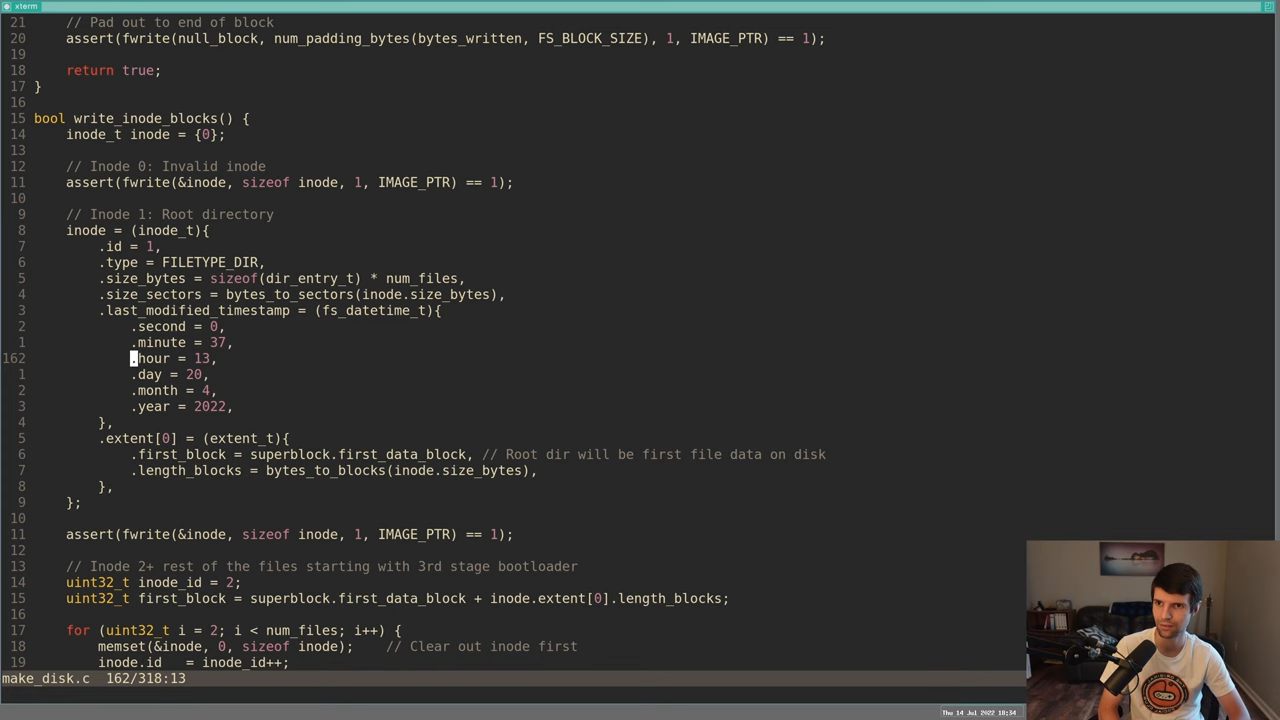 xterm
21      // Pad out to end of block
20      assert(fwrite(null_block, num_padding_bytes(bytes_written, FS_BLOCK_SIZE), 1, IMAGE_PTR) == 1);
19
18      return true;
17  }
16
15  bool write_inode_blocks() {
14      inode_t inode = {0};
13
12      // Inode 0: Invalid inode
11      assert(fwrite(&inode, sizeof inode, 1, IMAGE_PTR) == 1);
10
9      // Inode 1: Root directory
8      inode = (inode_t){
7          .id = 1,
6          .type = FILETYPE_DIR,
5          .size_bytes = sizeof(dir_entry_t) * num_files,
4          .size_sectors = bytes_to_sectors(inode.size_bytes),
3          .last_modified_timestamp = (fs_datetime_t){
2              .second = 0,
1              .minute = 37,
162              .hour = 13,
1              .day = 20,
2              .month = 4,
3              .year = 2022,
4          },
5          .extent[0] = (extent_t){
6              .first_block = superblock.first_data_block, // Root dir will be first file data on disk
7              .length_blocks = bytes_to_blocks(inode.size_bytes),
8          },
9      };
10
11      assert(fwrite(&inode, sizeof inode, 1, IMAGE_PTR) == 1);
12
13      // Inode 2+ rest of the files starting with 3rd stage bootloader
14      uint32_t inode_id = 2;
15      uint32_t first_block = superblock.first_data_block + inode.extent[0].length_blocks;
16
17      for (uint32_t i = 2; i < num_files; i++) {
18          memset(&inode, 0, sizeof inode);    // Clear out inode first
19          inode.id   = inode_id++;
make_disk.c  162/318:13
Thu 14 Jul 2022 18:34